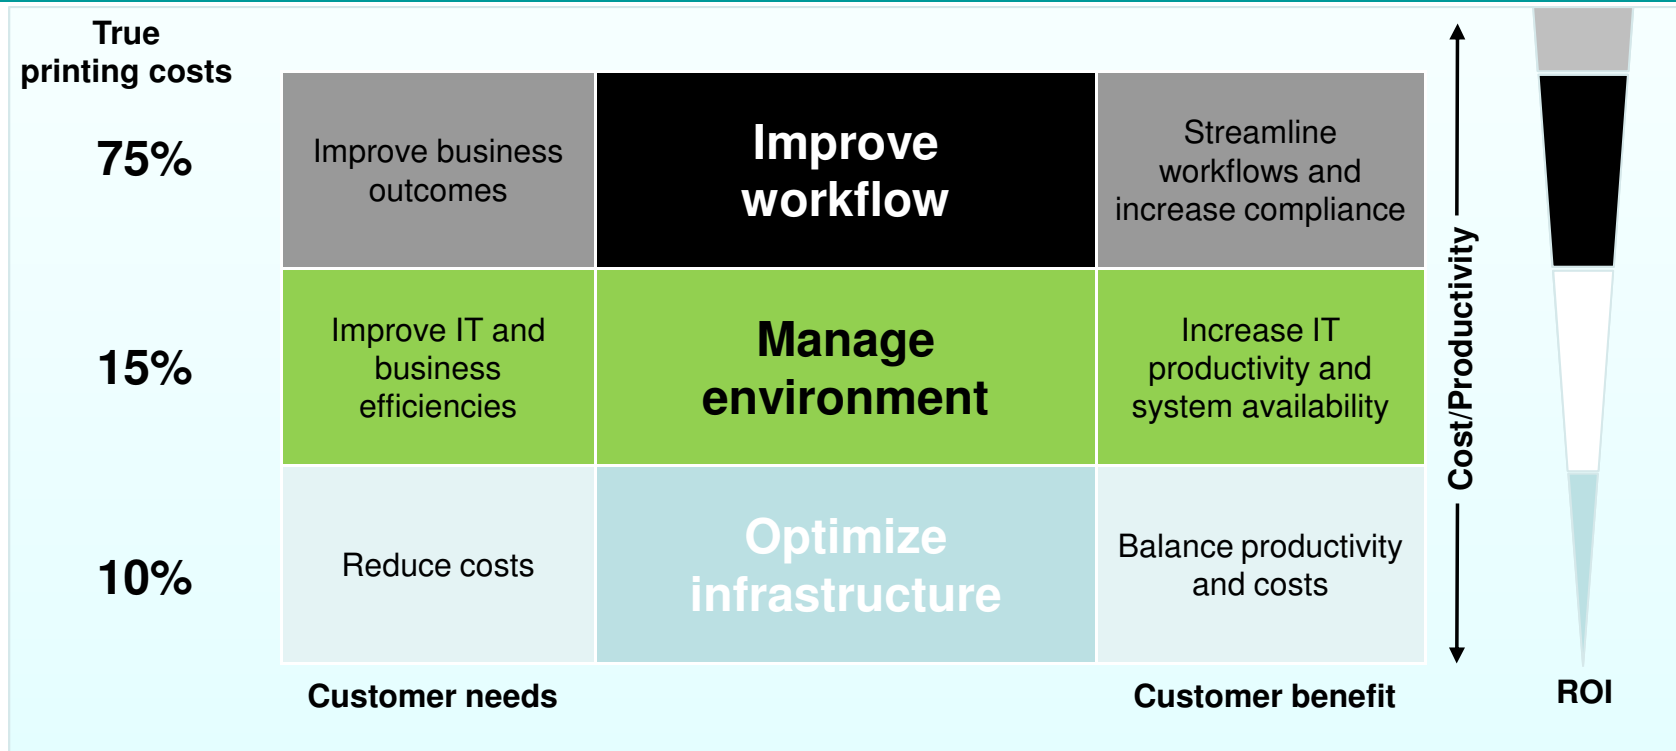 True
printing costs
75%
Improve business
outcomes
Improve
workflow
Streamline
workflows and
increase compliance
15%
Improve IT and
business
efficiencies
Manage
environment
Increase IT
productivity and
system availability
10%
Reduce costs
Optimize
infrastructure
Balance productivity
and costs
Cost/Productivity
Customer needs
Customer benefit
ROI